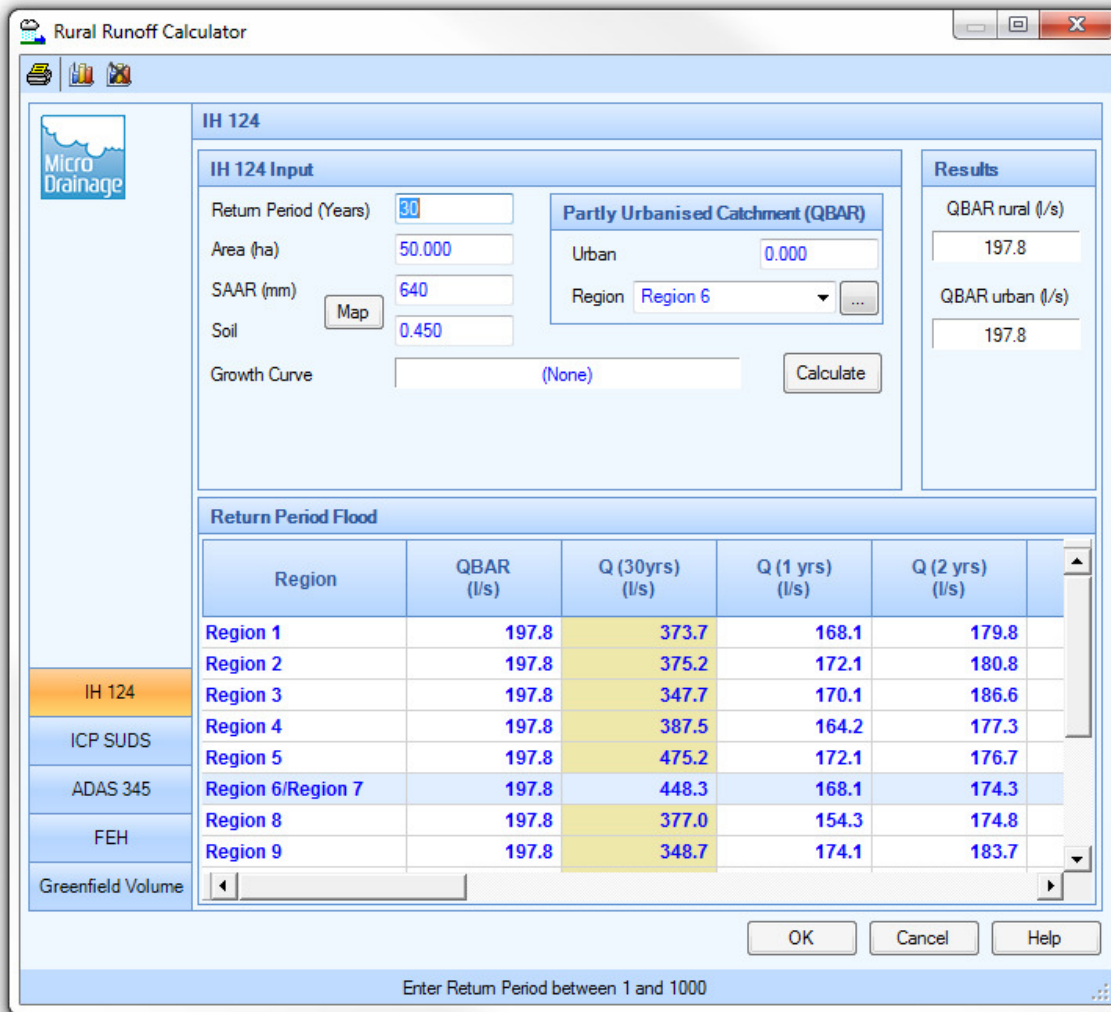 Rural Runoff Calculator
Micro
Drainage
IH 124
IH 124 Input
Return Period (Years) 30
Area (ha) 50.000
SAAR (mm) 640
Map
Soil 0.450
Growth Curve (None)
Partly Urbanised Catchment (QBAR)
Urban 0.000
Region Region 6 ...
Calculate
Results
QBAR rural (l/s)
197.8
QBAR urban (l/s)
197.8
Return Period Flood
Region QBAR (l/s) Q (30yrs) (l/s) Q (1 yrs) (l/s) Q (2 yrs) (l/s)
Region 1 197.8 373.7 168.1 179.8
Region 2 197.8 375.2 172.1 180.8
Region 3 197.8 347.7 170.1 186.6
Region 4 197.8 387.5 164.2 177.3
Region 5 197.8 475.2 172.1 176.7
Region 6/Region 7 197.8 448.3 168.1 174.3
Region 8 197.8 377.0 154.3 174.8
Region 9 197.8 348.7 174.1 183.7
IH 124
ICP SUDS
ADAS 345
FEH
Greenfield Volume
OK Cancel Help
Enter Return Period between 1 and 1000